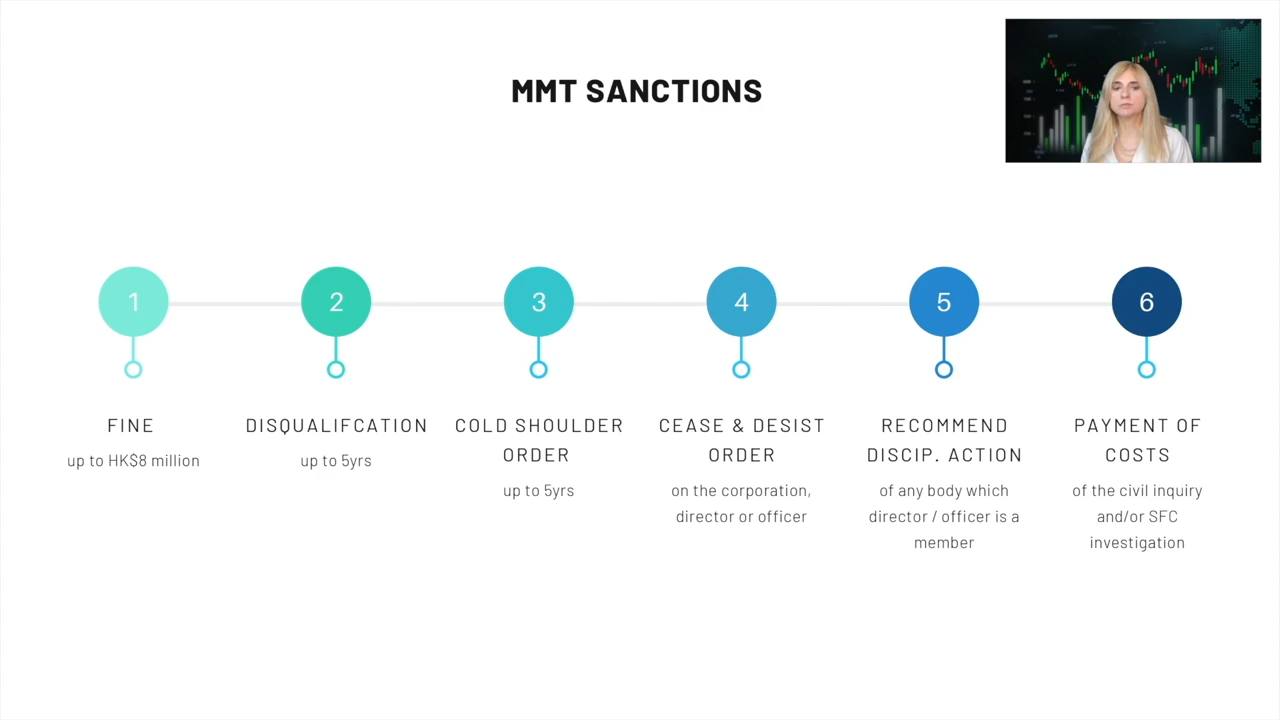 MMT SANCTIONS
1
2
3
4
5
6
FINE
up to HK$8 million
DISQUALIFCATION
up to 5yrs
COLD SHOULDER
ORDER
up to 5yrs
CEASE & DESIST
ORDER
on the corporation,
director or officer
RECOMMEND
DISCIP. ACTION
of any body which
director / officer is a
member
PAYMENT OF
COSTS
of the civil inquiry
and/or SFC
investigation